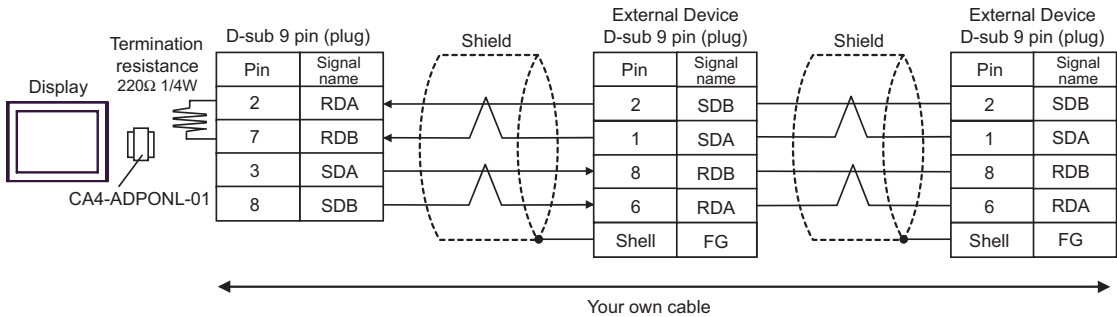 Display
CA4-ADPONL-01
Termination
resistance
220Ω 1/4W
D-sub 9 pin (plug)
Pin Signal
name
2 RDA
7 RDB
3 SDA
8 SDB
Shield
External Device
D-sub 9 pin (plug)
Pin Signal
name
2 SDB
1 SDA
8 RDB
6 RDA
Shell FG
Shield
External Device
D-sub 9 pin (plug)
Pin Signal
name
2 SDB
1 SDA
8 RDB
6 RDA
Shell FG
Your own cable